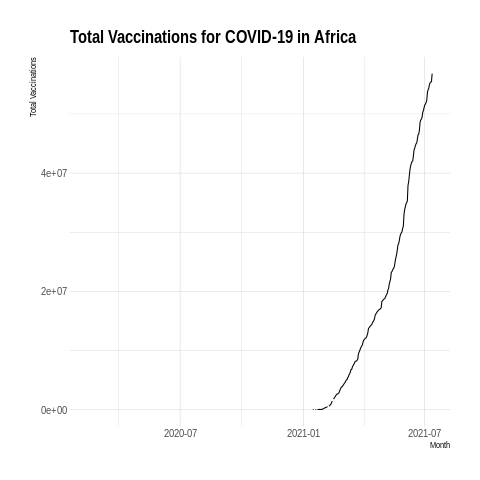 Total Vaccinations for COVID-19 in Africa
Total Vaccinations
4e+07
2e+07
0e+00
2020-07 2021-01 2021-07
Month